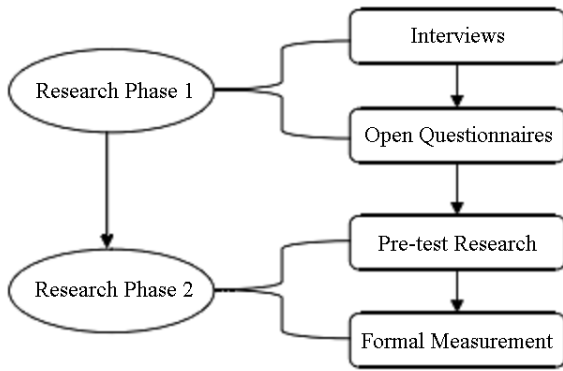 Interviews
Research Phase 1
Open Questionnaires
Pre-test Research
Research Phase 2
Formal Measurement